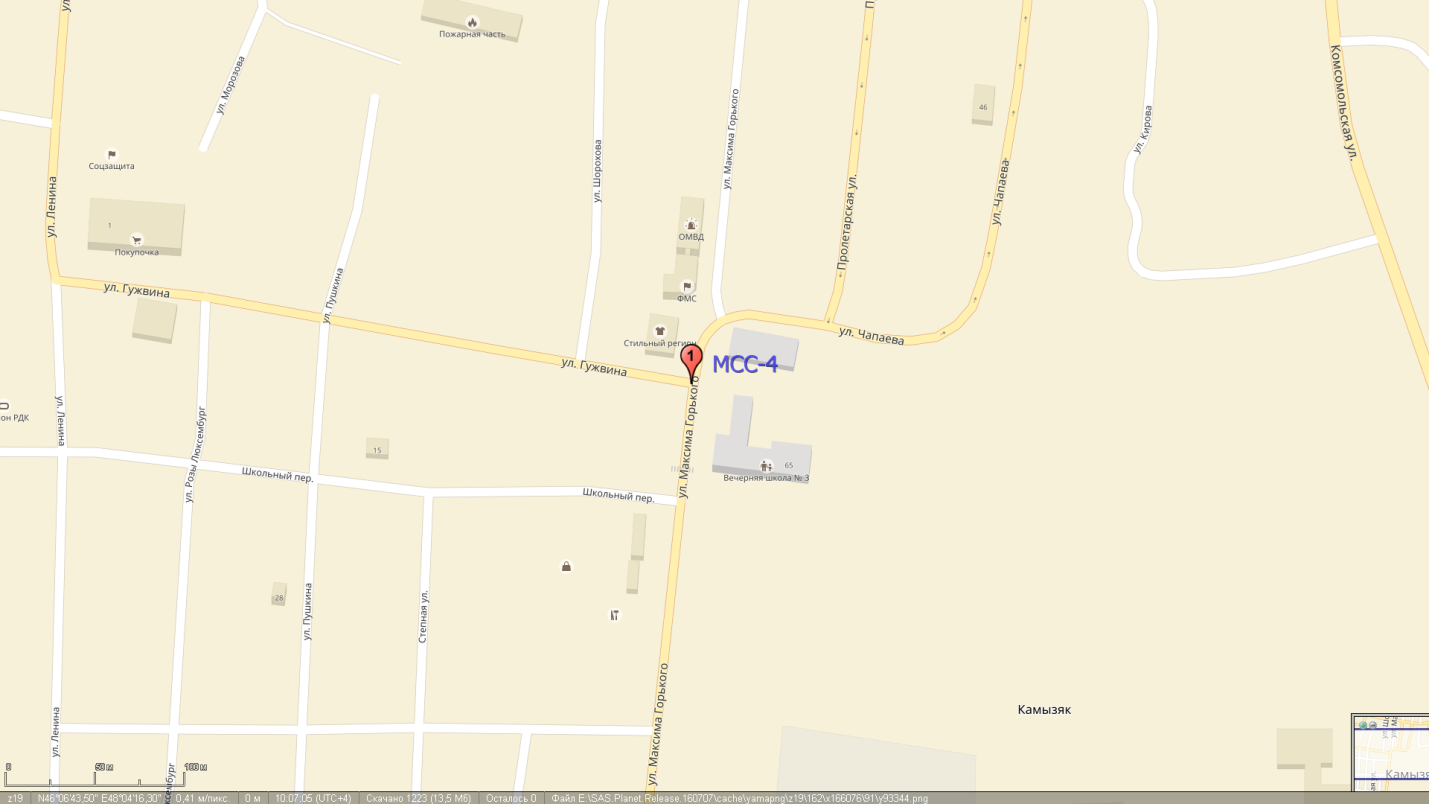 Пожарная часть
ул. Морозова
ул. Максима Горького
Комсомольская ул.
46
ул. Кирова
ул. Шорохова
Соцзащита
ул. Ленина
ул. Чапаева
Пролетарская ул.
1
Покупочка
ОМВД
ул. Пушкина
ул. Гужвина
ФМС
Стильный регион
ул. Чапаева
1
МСС-4
ул. Гужвина
он РДК
ул. Ленина
ул. Розы Люксембург
15
ул. Максима Горького
65
Вечерняя школа № 3
Школьный пер.
Школьный пер.
28
ул. Пушкина
Степная ул.
ул. Максима Горького
Камызяк
ул. Ленина
сембург
0 50 м 100 м
Камызя
z19 N46°06'43,50" E48°04'16,30" 0,41 м/пикс. 0 м 10:07:05 (UTC+4) Скачано 1223 (13,5 Мб) Осталось 0 Файл E:\SAS.Planet.Release.160707\cache\yamapng\z19\162\x166076\91\y93344.png